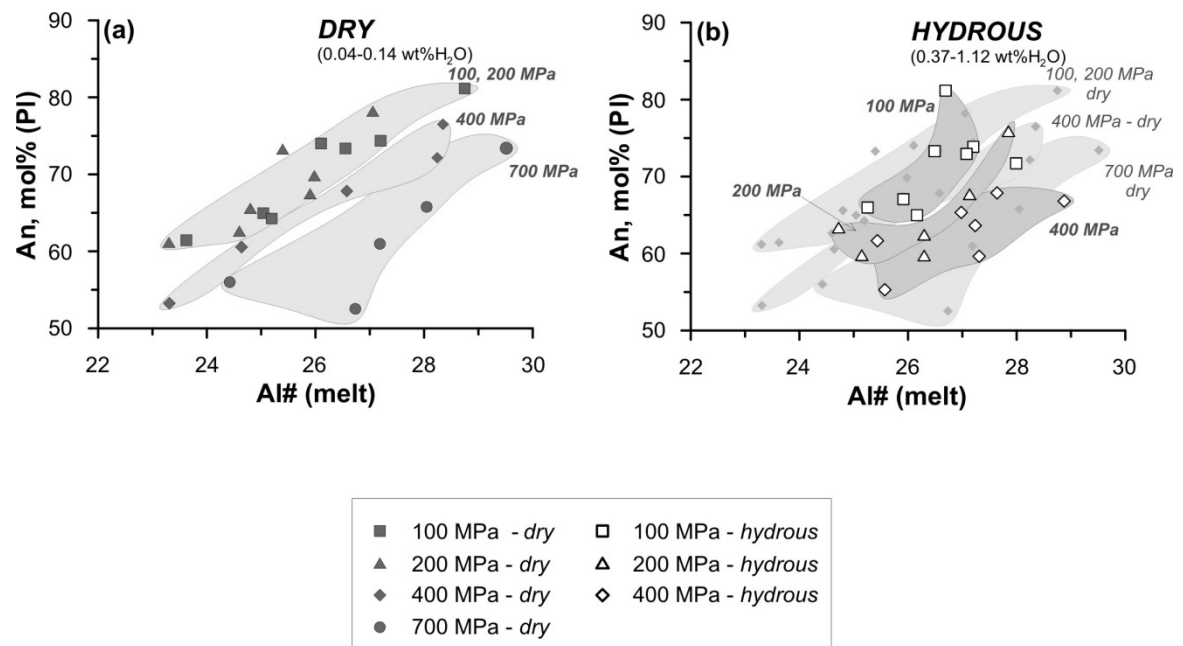 (a)
DRY
(0.04-0.14 wt%H₂O)
100, 200 MPa
400 MPa
700 MPa
An, mol% (Pl)
90
80
70
60
50
22
24
26
28
30
Al# (melt)
(b)
HYDROUS
(0.37-1.12 wt%H₂O)
100, 200 MPa
dry
100 MPa
400 MPa - dry
700 MPa
dry
200 MPa
400 MPa
An, mol% (Pl)
90
80
70
60
50
22
24
26
28
30
Al# (melt)
100 MPa - dry
200 MPa - dry
400 MPa - dry
700 MPa - dry
100 MPa - hydrous
200 MPa - hydrous
400 MPa - hydrous